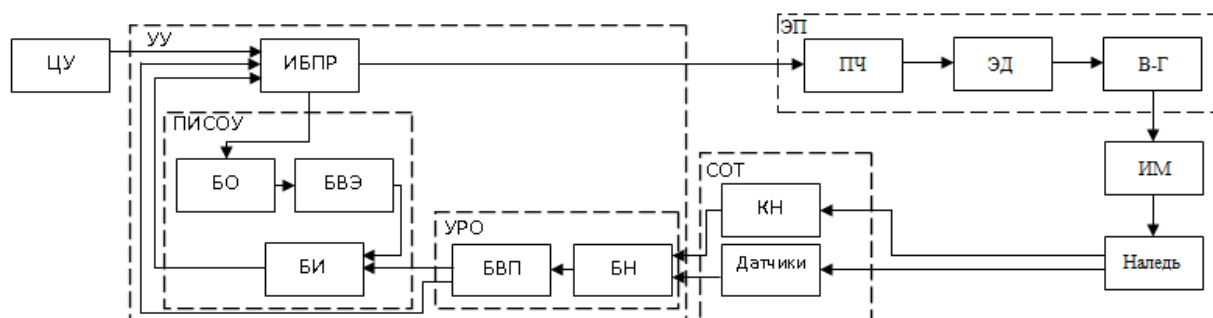 ЦУ
УУ
ИБПР
ЭП
ПЧ
ЭД
В-Г
ПИСОУ
БО
БВЭ
БИ
УРО
БВП
БН
СОТ
КН
Датчики
ИМ
Наледь